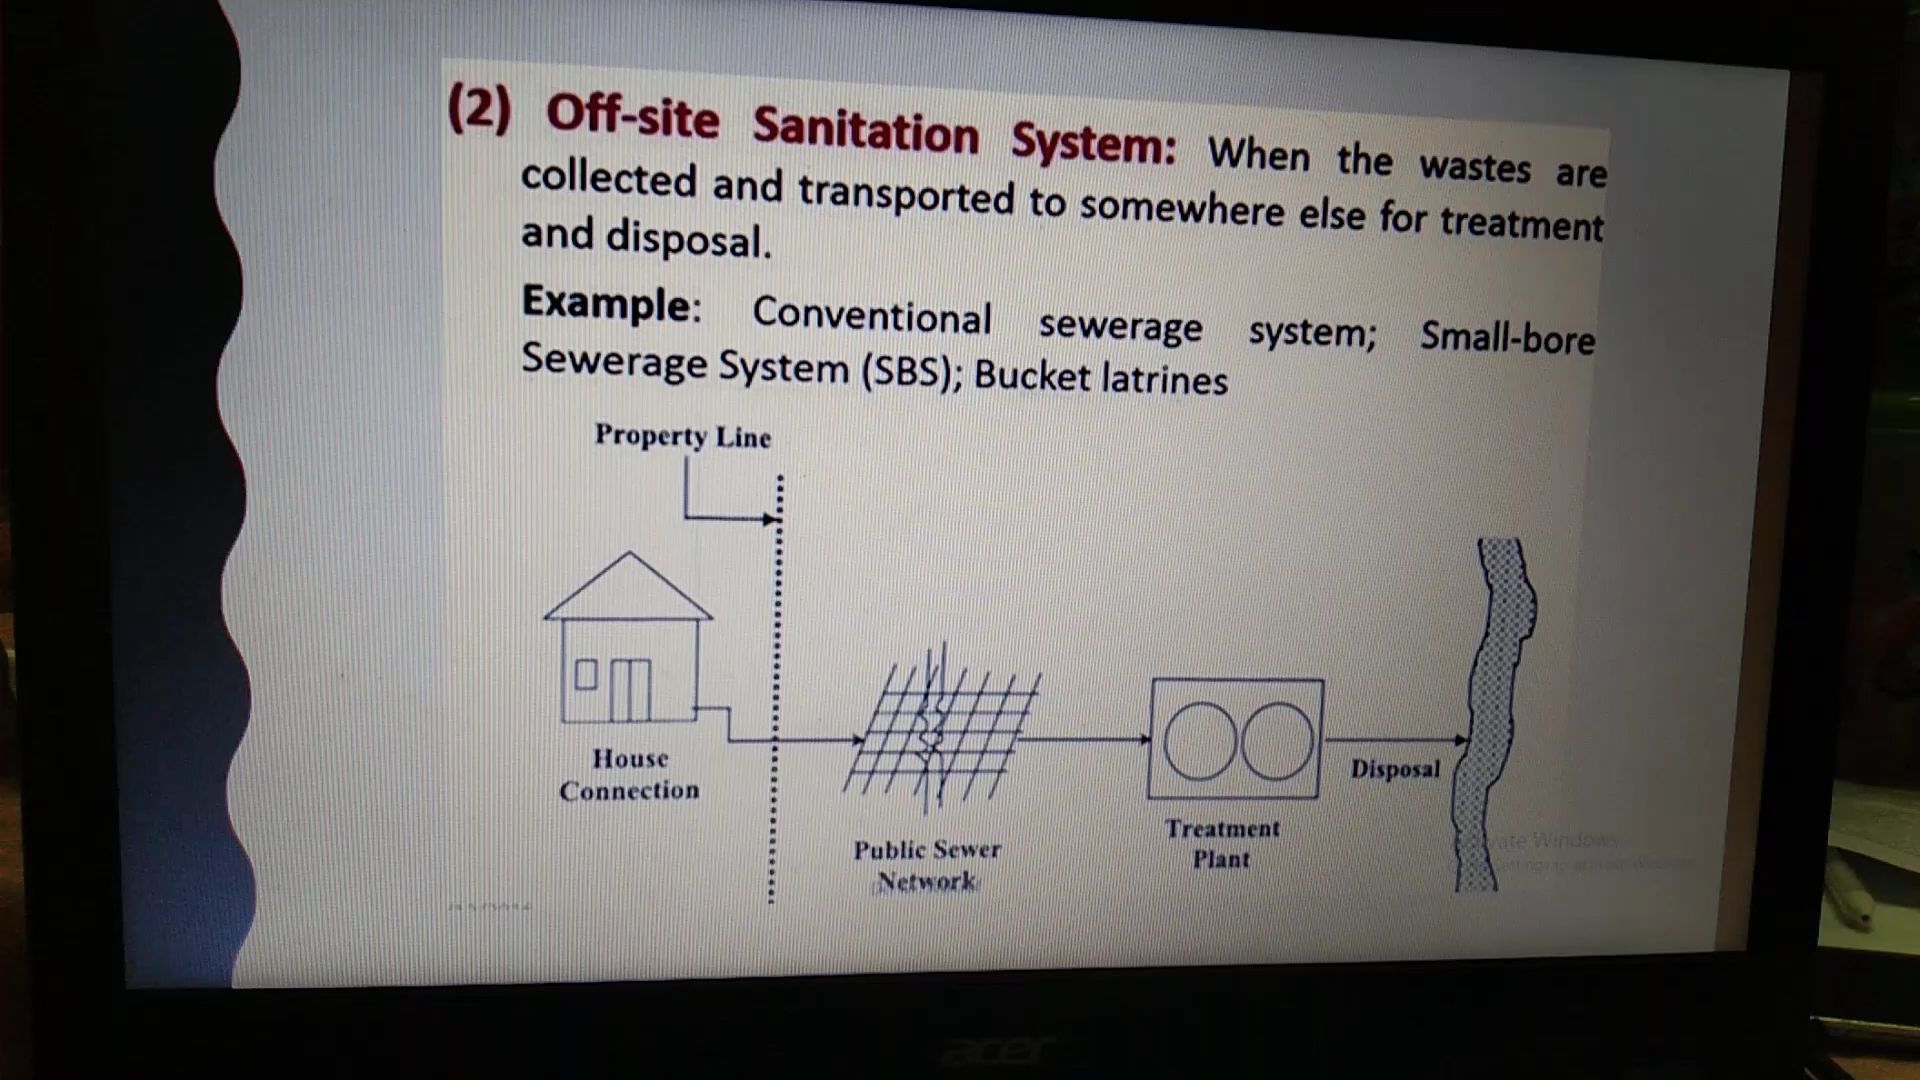 (2) Off-site Sanitation System: When the wastes are
collected and transported to somewhere else for treatment
and disposal.
Example: Conventional sewerage system; Small-bore
Sewerage System (SBS); Bucket latrines
Property Line
House
Connection
Public Sewer
Network
Treatment
Plant
Disposal
Windows
acer